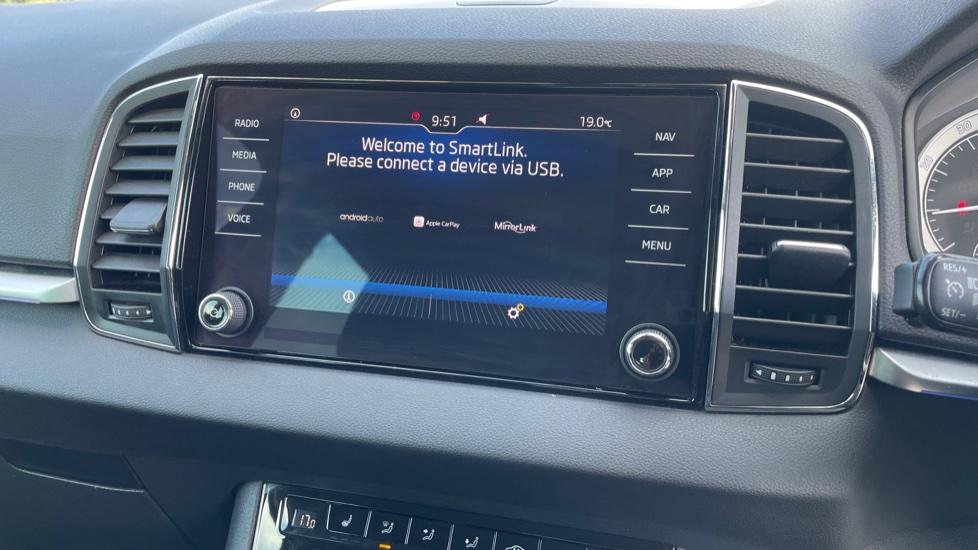 9:51
19.0°C
RADIO
MEDIA
PHONE
VOICE
Welcome to SmartLink.
Please connect a device via USB.
androidauto
Apple CarPlay
MirrorLink
NAV
APP
CAR
MENU
30
RES/+
SET/-
17.0